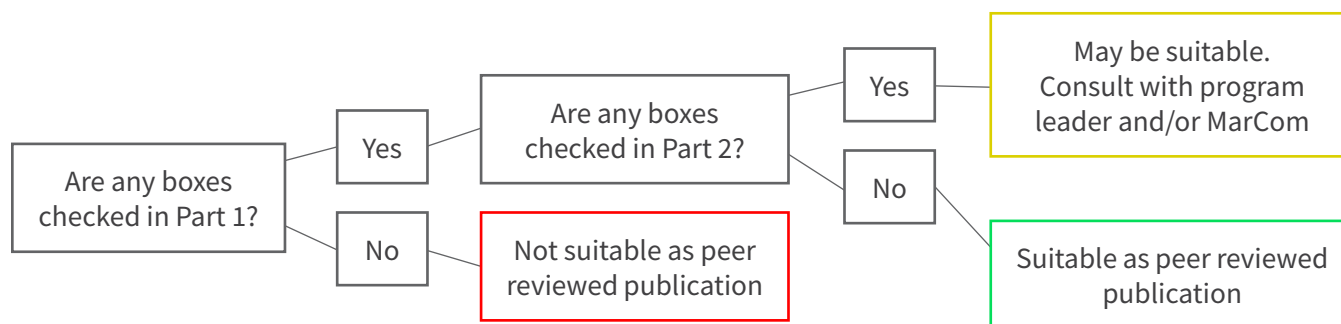 Are any boxes
checked in Part 1?
Yes
No
Are any boxes
checked in Part 2?
Not suitable as peer
reviewed publication
Yes
No
May be suitable.
Consult with program
leader and/or MarCom
Suitable as peer reviewed
publication